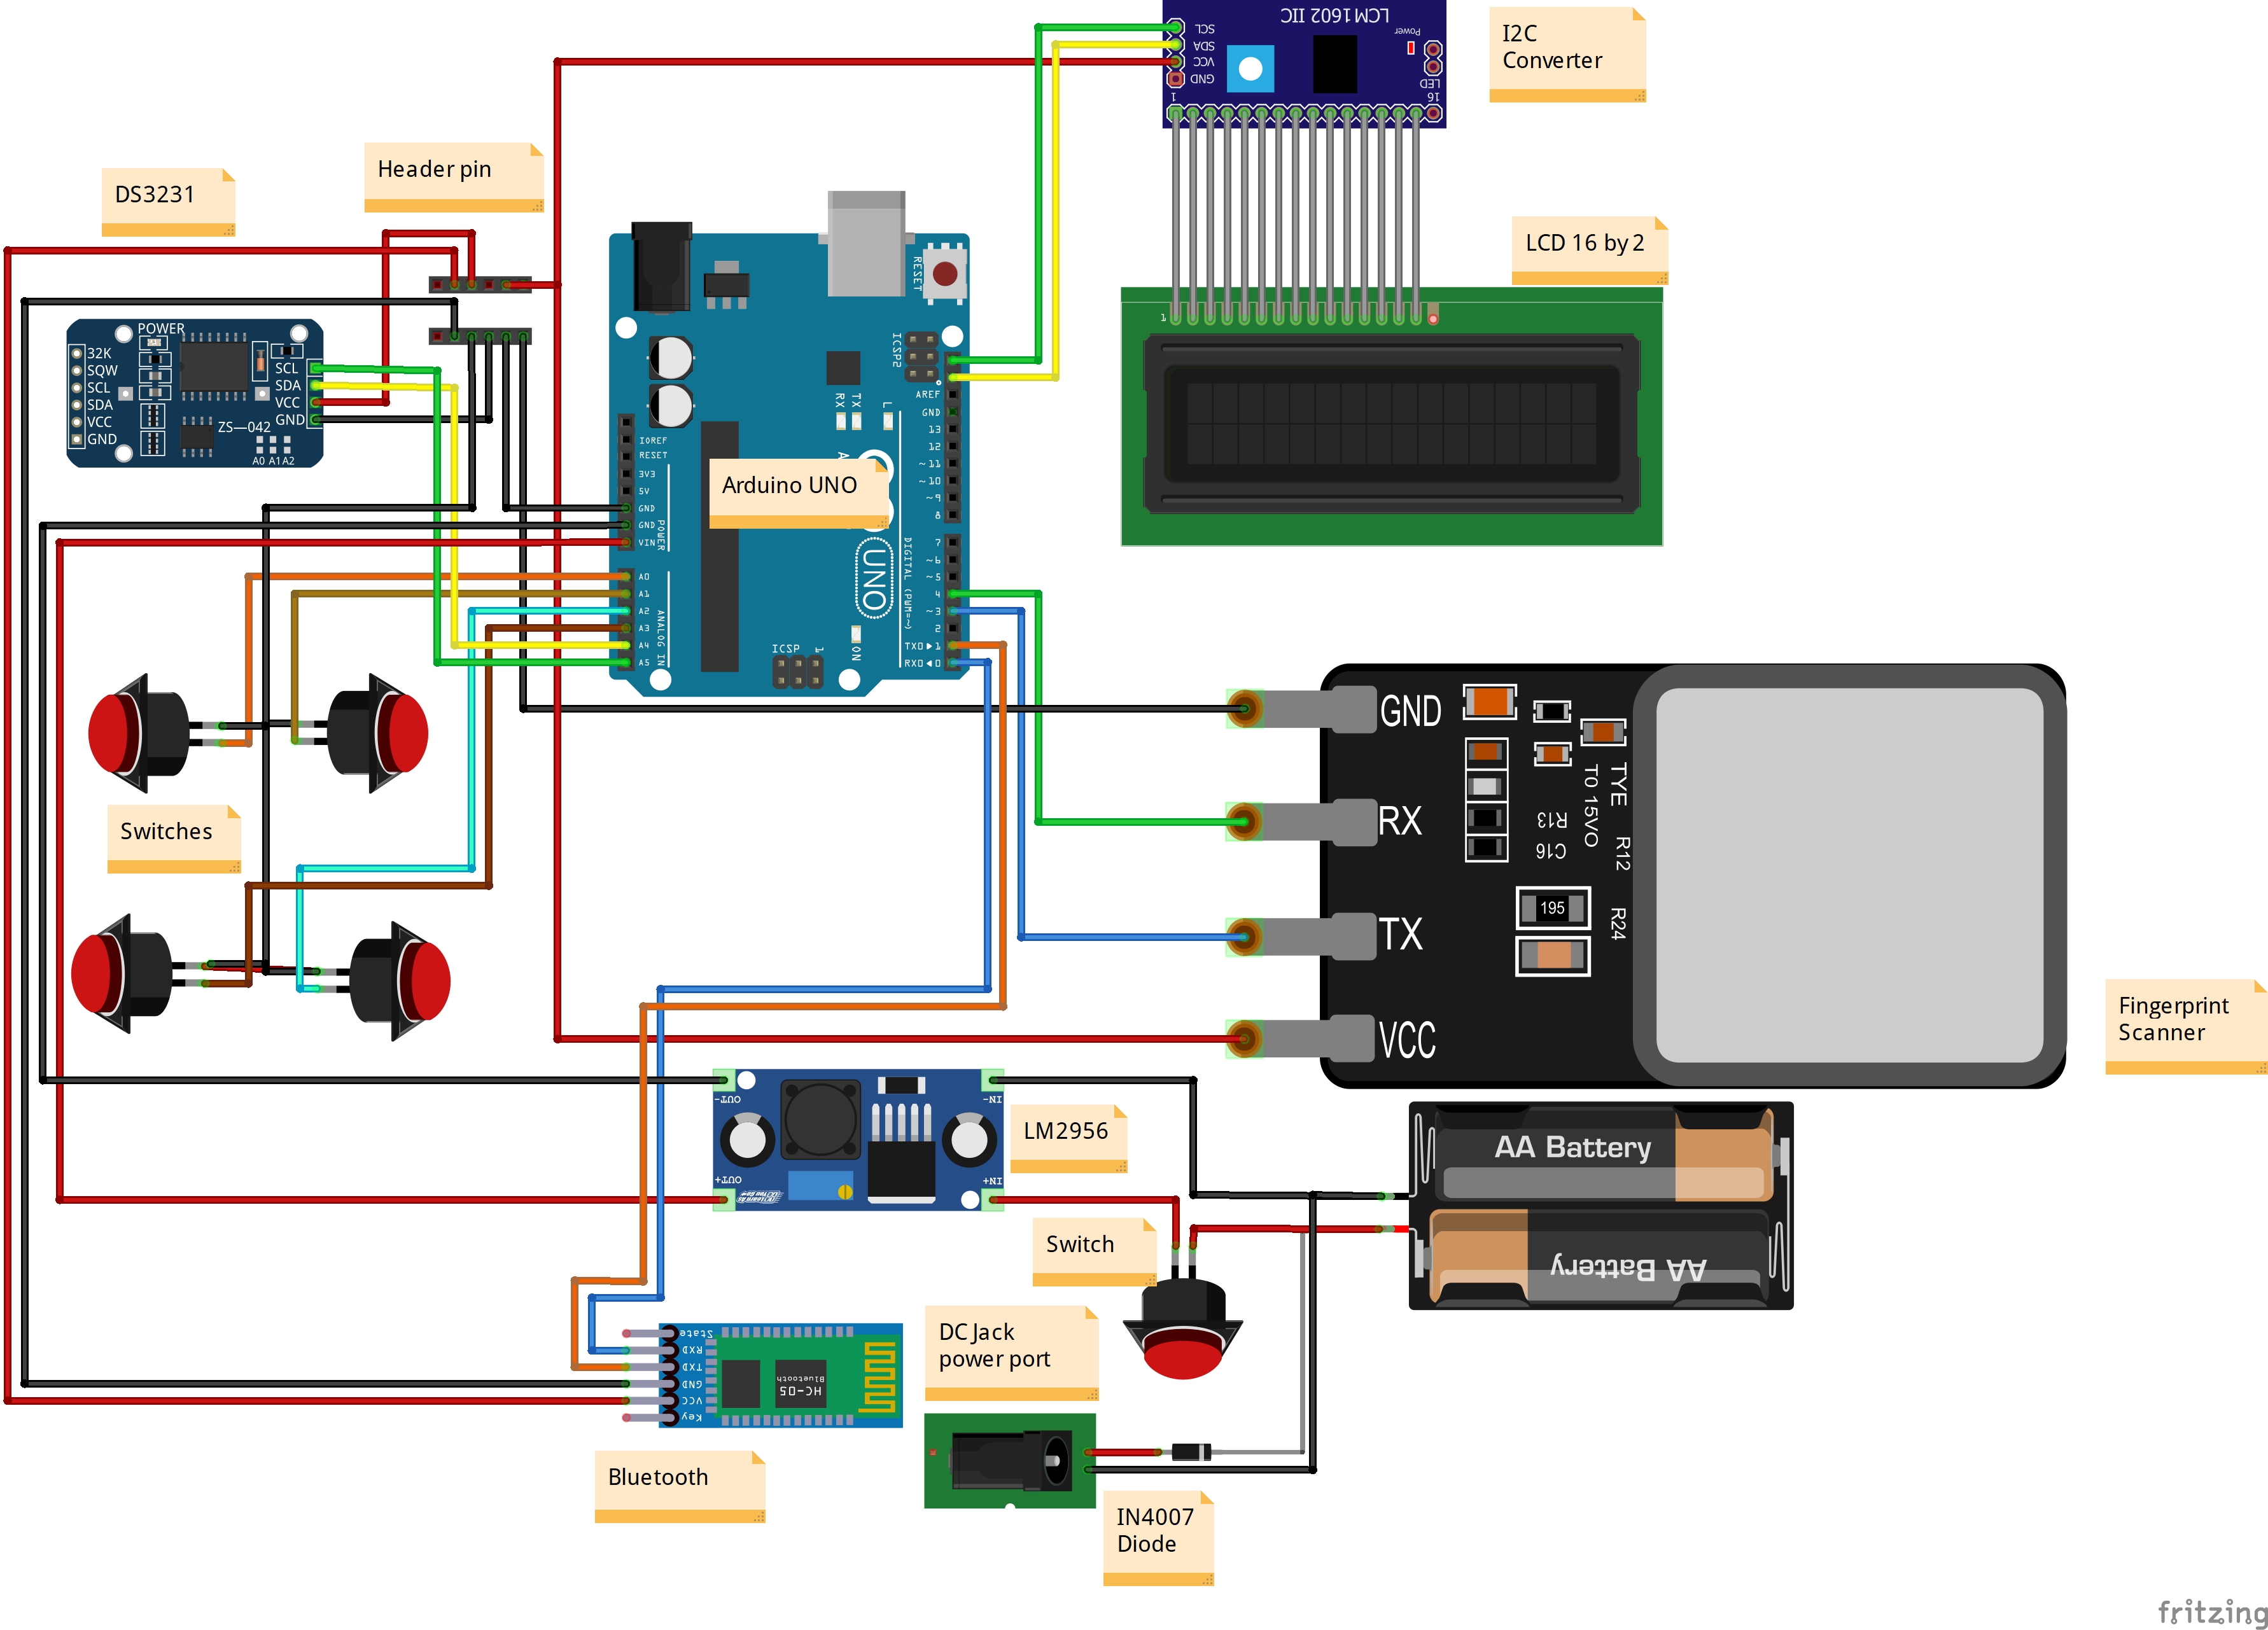 LCM1602 IIC
SCL
SDA
VCC
GND
Power
LED
1
16
I2C
Converter
DS3231
Header pin
LCD 16 by 2
1
POWER
32K
SQW
SCL
SDA
VCC
GND
SCL
SDA
VCC
GND
ZS-042
A0 A1 A2
RESET
ICSP2
RX
TX
L
IOREF
RESET
3V3
5V
GND
GND
VIN
POWER
A0
A1
A2
A3
A4
A5
ANALOG IN
AREF
GND
13
12
~11
~10
~9
8
7
~6
~5
4
~3
2
TX0▶1
RX0◀0
DIGITAL (PWM=~)
A
Arduino UNO
UNO
ICSP
1
ON
Switches
GND
RX
TX
VCC
TYE
T0 15VO
R13
C16
R12
195
R24
Fingerprint
Scanner
OUT-
IN-
OUT+
IN+
LM2956
AA Battery
AA Battery
Switch
State
RXD
TXD
GND
VCC
Key
HC-05
Bluetooth
Bluetooth
DC Jack
power port
IN4007
Diode
fritzing